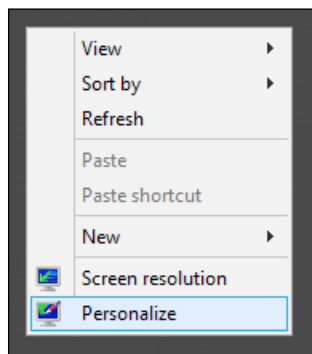 View
Sort by
Refresh
Paste
Paste shortcut
New
Screen resolution
Personalize